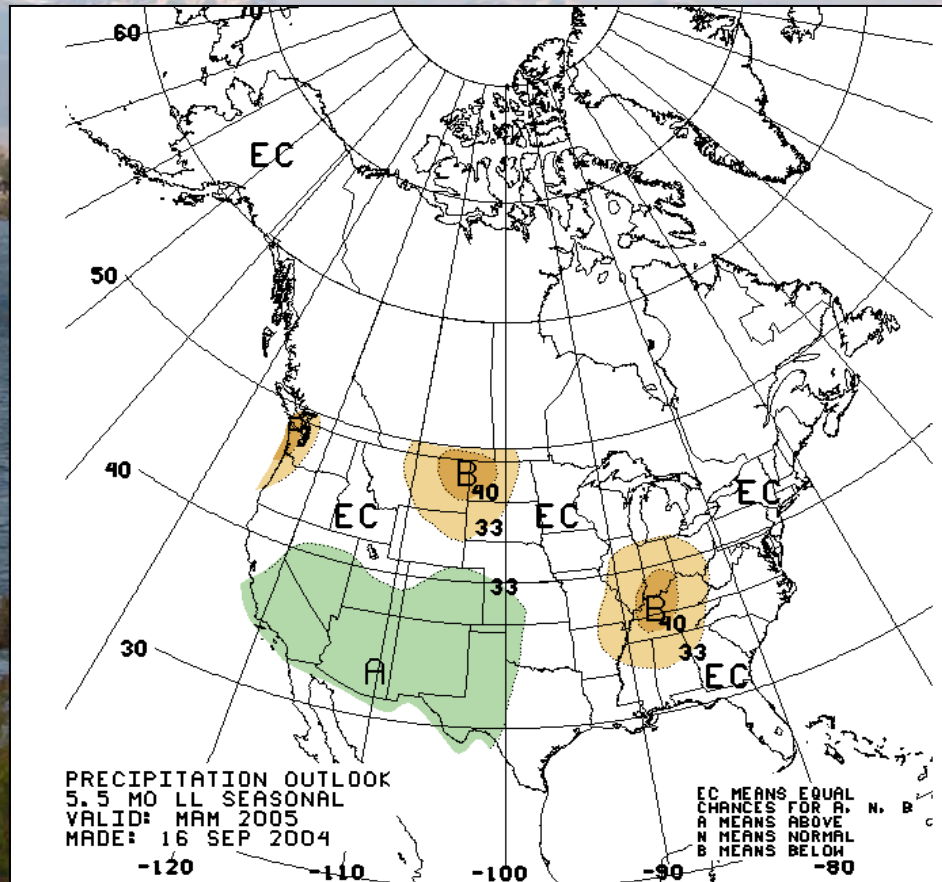 60
70
EC
50
40
B
B
40
EC
33
EC
EC
33
B
40
30
A
33
EC
PRECIPITATION OUTLOOK
5.5 MO LL SEASONAL
VALID: MAM 2005
MADE: 16 SEP 2004
EC MEANS EQUAL
CHANCES FOR A, N, B
A MEANS ABOVE
N MEANS NORMAL
B MEANS BELOW
-120
-110
-100
-90
-80